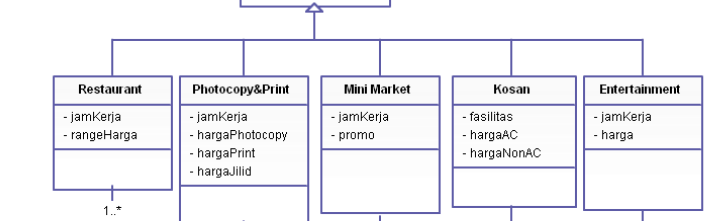 Restaurant
- jamKerja
- rangeHarga
1..*
Photocopy&Print
- jamKerja
- hargaPhotocopy
- hargaPrint
- hargaJilid
Mini Market
- jamKerja
- promo
Kosan
- fasilitas
- hargaAC
- hargaNonAC
Entertainment
- jamKerja
- harga